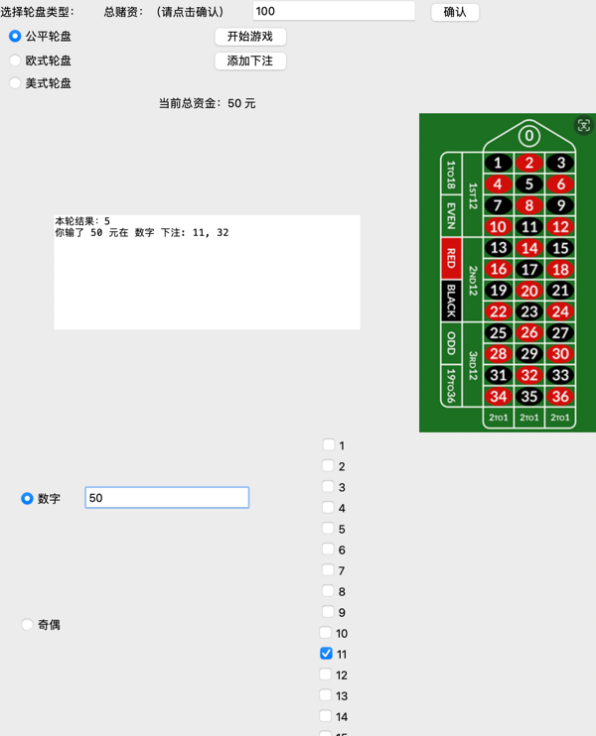 选择轮盘类型： 总赌资：（请点击确认） 100 确认
公平轮盘 开始游戏
欧式轮盘 添加下注
美式轮盘
当前总资金：50 元
0
1 2 3
4 5 6
7 8 9
10 11 12
13 14 15
16 17 18
19 20 21
22 23 24
25 26 27
28 29 30
31 32 33
34 35 36
2TO1 2TO1 2TO1
1TO18
EVEN
RED
BLACK
ODD
19TO36
1ST12
2ND12
3RD12
本轮结果：5
你输了 50 元在 数字 下注: 11, 32
数字 50
奇偶
1
2
3
4
5
6
7
8
9
10
11
12
13
14